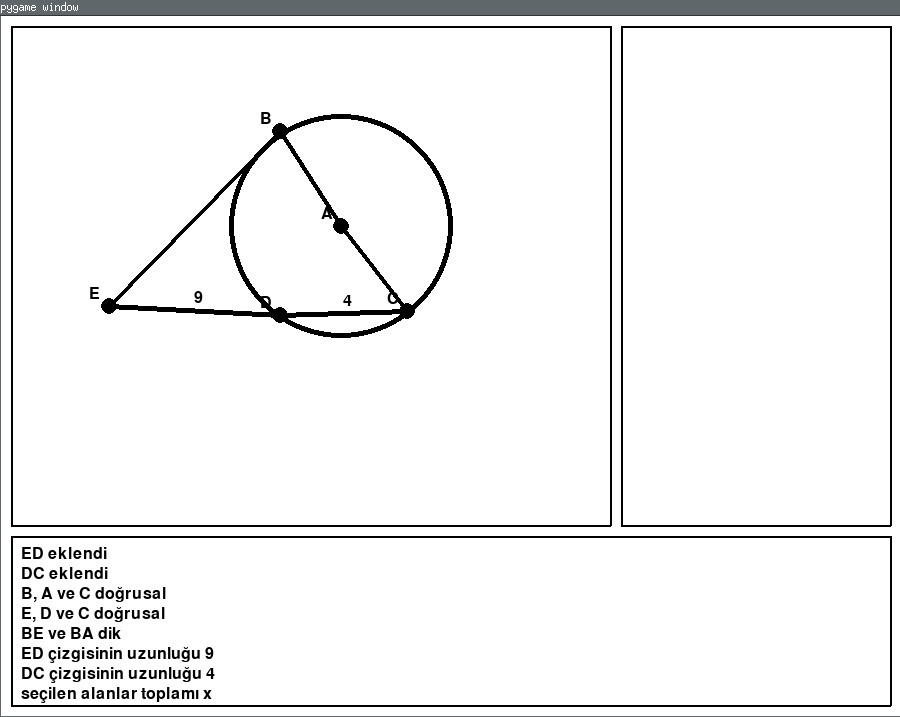 pygame window
B
A
E
9
D
4
C
ED eklendi
DC eklendi
B, A ve C doğrusal
E, D ve C doğrusal
BE ve BA dik
ED çizgisinin uzunluğu 9
DC çizgisinin uzunluğu 4
seçilen alanlar toplamı x